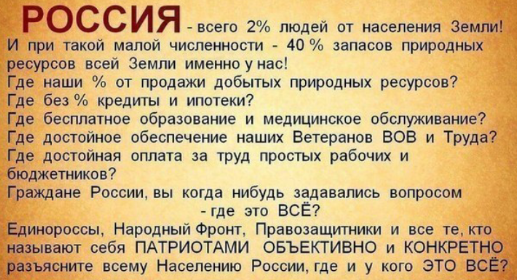 РОССИЯ - всего 2% людей от населения Земли!
И при такой малой численности - 40 % запасов природных
ресурсов всей Земли именно у нас!
Где наши % от продажи добытых природных ресурсов?
Где без % кредиты и ипотеки?
Где бесплатное образование и медицинское обслуживание?
Где достойное обеспечение наших Ветеранов ВОВ и Труда?
Где достойная оплата за труд простых рабочих и
бюджетников?
Граждане России, вы когда нибудь задавались вопросом
- где это ВСЁ?
Единороссы, Народный Фронт, Правозащитники и все те, кто
называют себя ПАТРИОТАМИ ОБЪЕКТИВНО и КОНКРЕТНО
разъясните всему Населению России, где и у кого ЭТО ВСЁ?